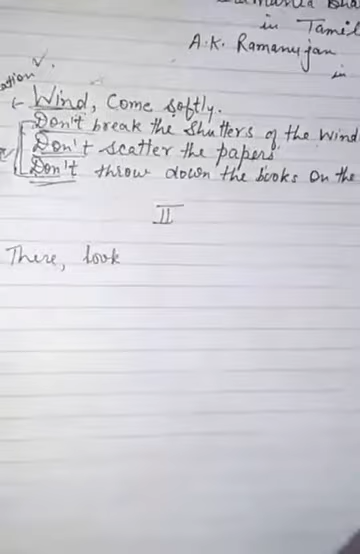 in Tamil
A.K. Ramanujan
in
Wind, Come softly.
Don't break the Shutters of the wind
Don't scatter the papers
Don't throw down the books on the
II
There, look